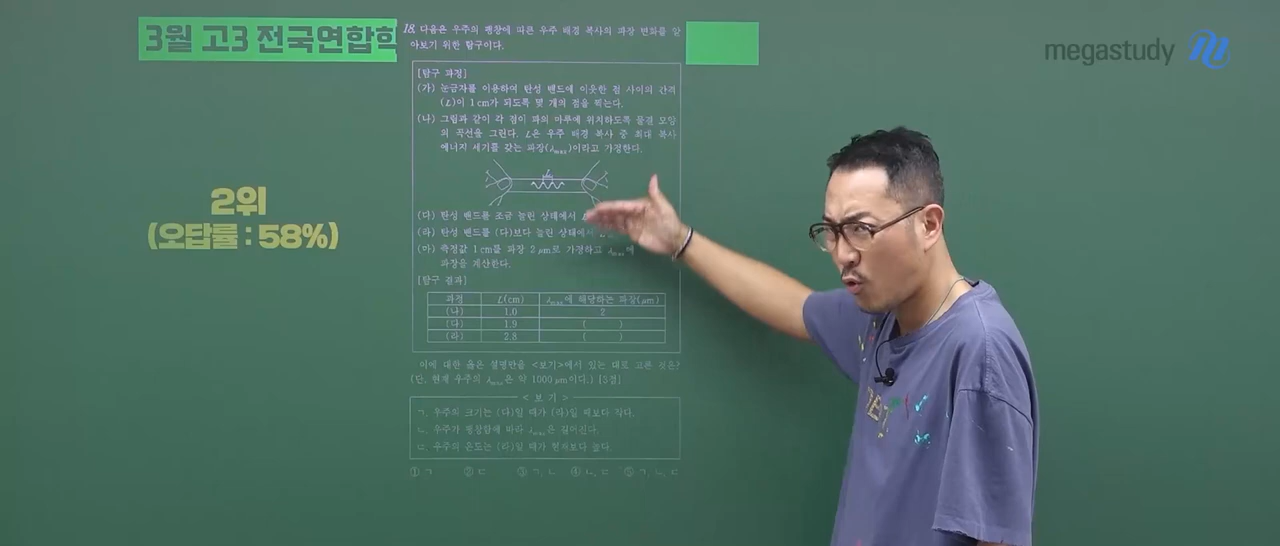 3월 고3 전국연합학
megastudy
2위
(오답률 : 58%)
18. 다음은 우주의 팽창에 따른 우주 배경 복사의 파장 변화를 알
아보기 위한 탐구이다.
[탐구 과정]
(가) 눈금자를 이용하여 탄성 밴드에 이웃한 점 사이의 간격
(L)이 1 cm가 되도록 몇 개의 점을 찍는다.
(나) 그림과 같이 각 점이 파의 마루에 위치하도록 물결 모양
의 곡선을 그린다. L은 우주 배경 복사 중 최대 복사
에너지 세기를 갖는 파장(λmax)이라고 가정한다.
L
(다) 탄성 밴드를 조금 늘린 상태에서
(라) 탄성 밴드를 (다)보다 늘린 상태에서
(마) 측정값 1 cm를 파장 2 μm로 가정하고 λmax에
파장을 계산한다.
[탐구 결과]
과정 L(cm) λmax에 해당하는 파장(μm)
(나) 1.0 2
(다) 1.9 ( )
(라) 2.8 ( )
이에 대한 옳은 설명만을 <보기>에서 있는 대로 고른 것은?
(단, 현재 우주의 λmax은 약 1000 μm이다.) [3점]
< 보 기 >
ㄱ. 우주의 크기는 (다)일 때가 (라)일 때보다 작다.
ㄴ. 우주가 팽창함에 따라 λmax은 길어진다.
ㄷ. 우주의 온도는 (라)일 때가 현재보다 높다.
① ㄱ ② ㄷ ③ ㄱ, ㄴ ④ ㄴ, ㄷ ⑤ ㄱ, ㄴ, ㄷ